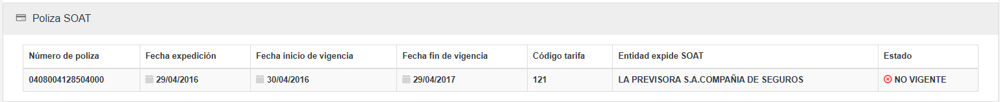 Poliza SOAT
Número de poliza Fecha expedición Fecha inicio de vigencia Fecha fin de vigencia Código tarifa Entidad expide SOAT Estado
0408004128504000 29/04/2016 30/04/2016 29/04/2017 121 LA PREVISORA S.A.COMPAÑIA DE SEGUROS NO VIGENTE